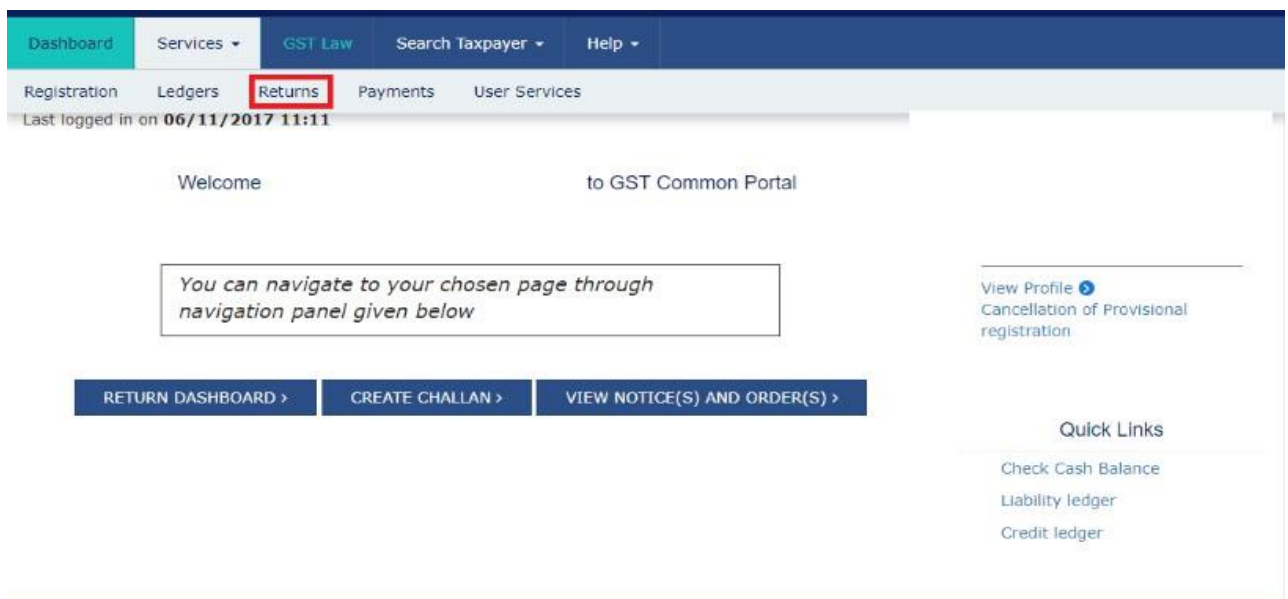 Dashboard Services GST Law Search Taxpayer Help
Registration Ledgers Returns Payments User Services
Last logged in on 06/11/2017 11:11
Welcome to GST Common Portal
You can navigate to your chosen page through
navigation panel given below
View Profile
Cancellation of Provisional
registration
RETURN DASHBOARD > CREATE CHALLAN > VIEW NOTICE(S) AND ORDER(S) >
Quick Links
Check Cash Balance
Liability ledger
Credit ledger